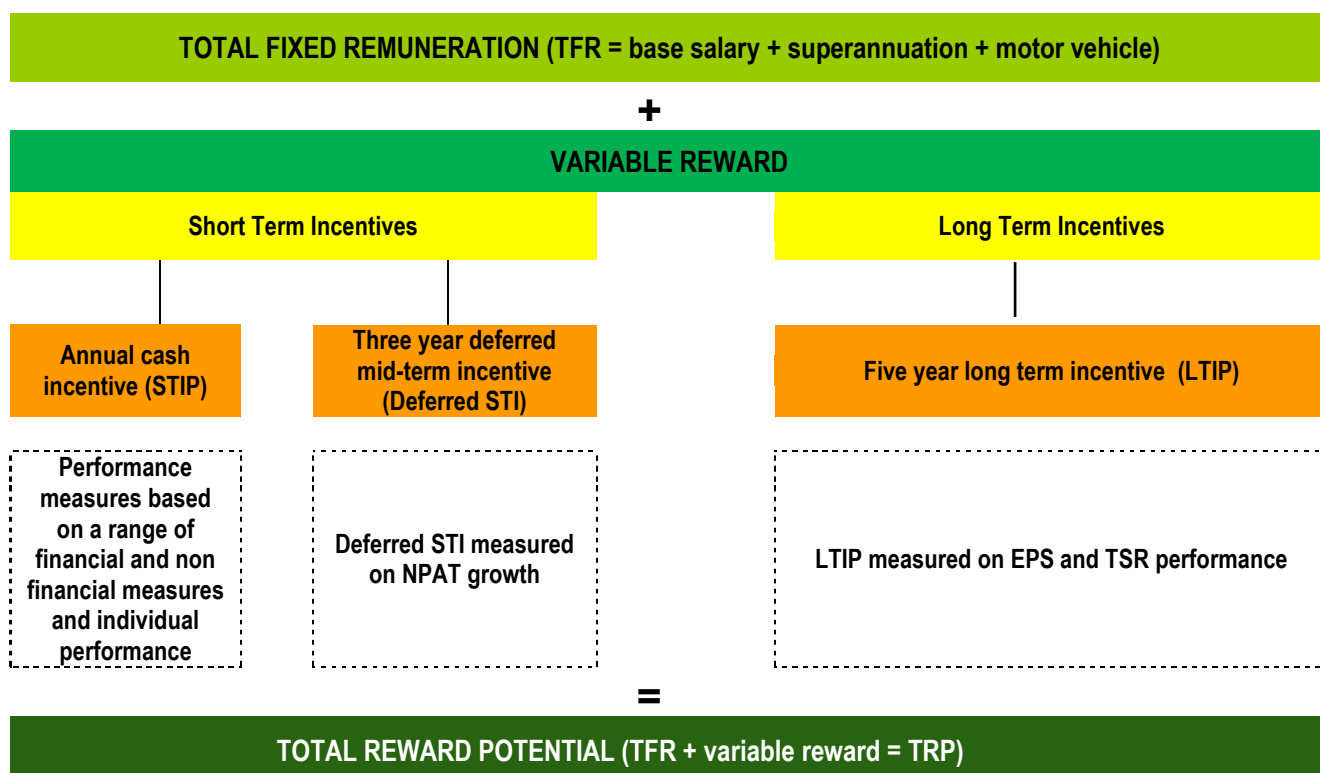 TOTAL FIXED REMUNERATION (TFR = base salary + superannuation + motor vehicle)
+
VARIABLE REWARD
Short Term Incentives
Long Term Incentives
Annual cash
incentive (STIP)
Three year deferred
mid-term incentive
(Deferred STI)
Five year long term incentive (LTIP)
Performance
measures based
on a range of
financial and non
financial measures
and individual
performance
Deferred STI measured
on NPAT growth
LTIP measured on EPS and TSR performance
=
TOTAL REWARD POTENTIAL (TFR + variable reward = TRP)